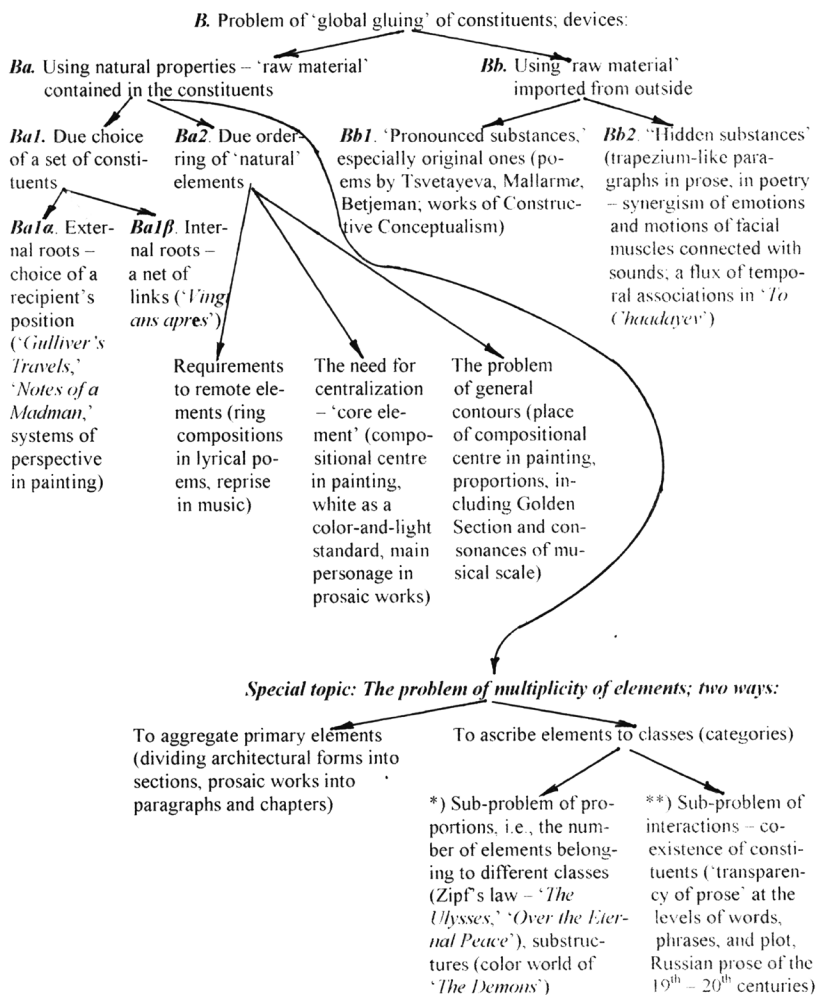 B. Problem of 'global gluing' of constituents; devices:
Ba. Using natural properties – 'raw material'
contained in the constituents
Bb. Using 'raw material'
imported from outside
Ba1. Due choice
of a set of consti-
tuents
Ba2. Due order-
ring of 'natural'
elements
Bb1. 'Pronounced substances,'
especially original ones (po-
ems by Tsvetayeva, Mallarme,
Betjeman; works of Construc-
tive Conceptualism)
Bb2. "Hidden substances'
(trapezium-like para-
graphs in prose, in poetry
– synergism of emotions
and motions of facial
muscles connected with
sounds; a flux of tempo-
ral associations in 'To
Chaadayev')
Ba1α. Exter-
nal roots –
choice of a
recipient's
position
('Gulliver's
Travels,'
'Notes of a
Madman,'
systems of
perspective
in painting)
Ba1β. Inter-
nal roots –
a net of
links ('Vingt
ans apres')
Requirements
to remote ele-
ments (ring
compositions
in lyrical po-
ems, reprise
in music)
The need for
centralization
– 'core ele-
ment' (compo-
sitional centre
in painting,
white as a
color-and-light
standard, main
personage in
prosaic works)
The problem
of general
contours (place
of compositional
centre in painting,
proportions, in-
cluding Golden
Section and con-
sonances of mu-
sical scale)
Special topic: The problem of multiplicity of elements; two ways:
To aggregate primary elements
(dividing architectural forms into
sections, prosaic works into
paragraphs and chapters)
To ascribe elements to classes (categories)
*) Sub-problem of pro-
portions, i.e., the num-
ber of elements belong-
ing to different classes
(Zipf's law – 'The
Ulysses,' 'Over the Eter-
nal Peace'), substruc-
tures (color world of
'The Demons')
**) Sub-problem of
interactions – co-
existence of consti-
tuents ('transparen-
cy of prose' at the
levels of words,
phrases, and plot,
Russian prose of the
19th – 20th centuries)